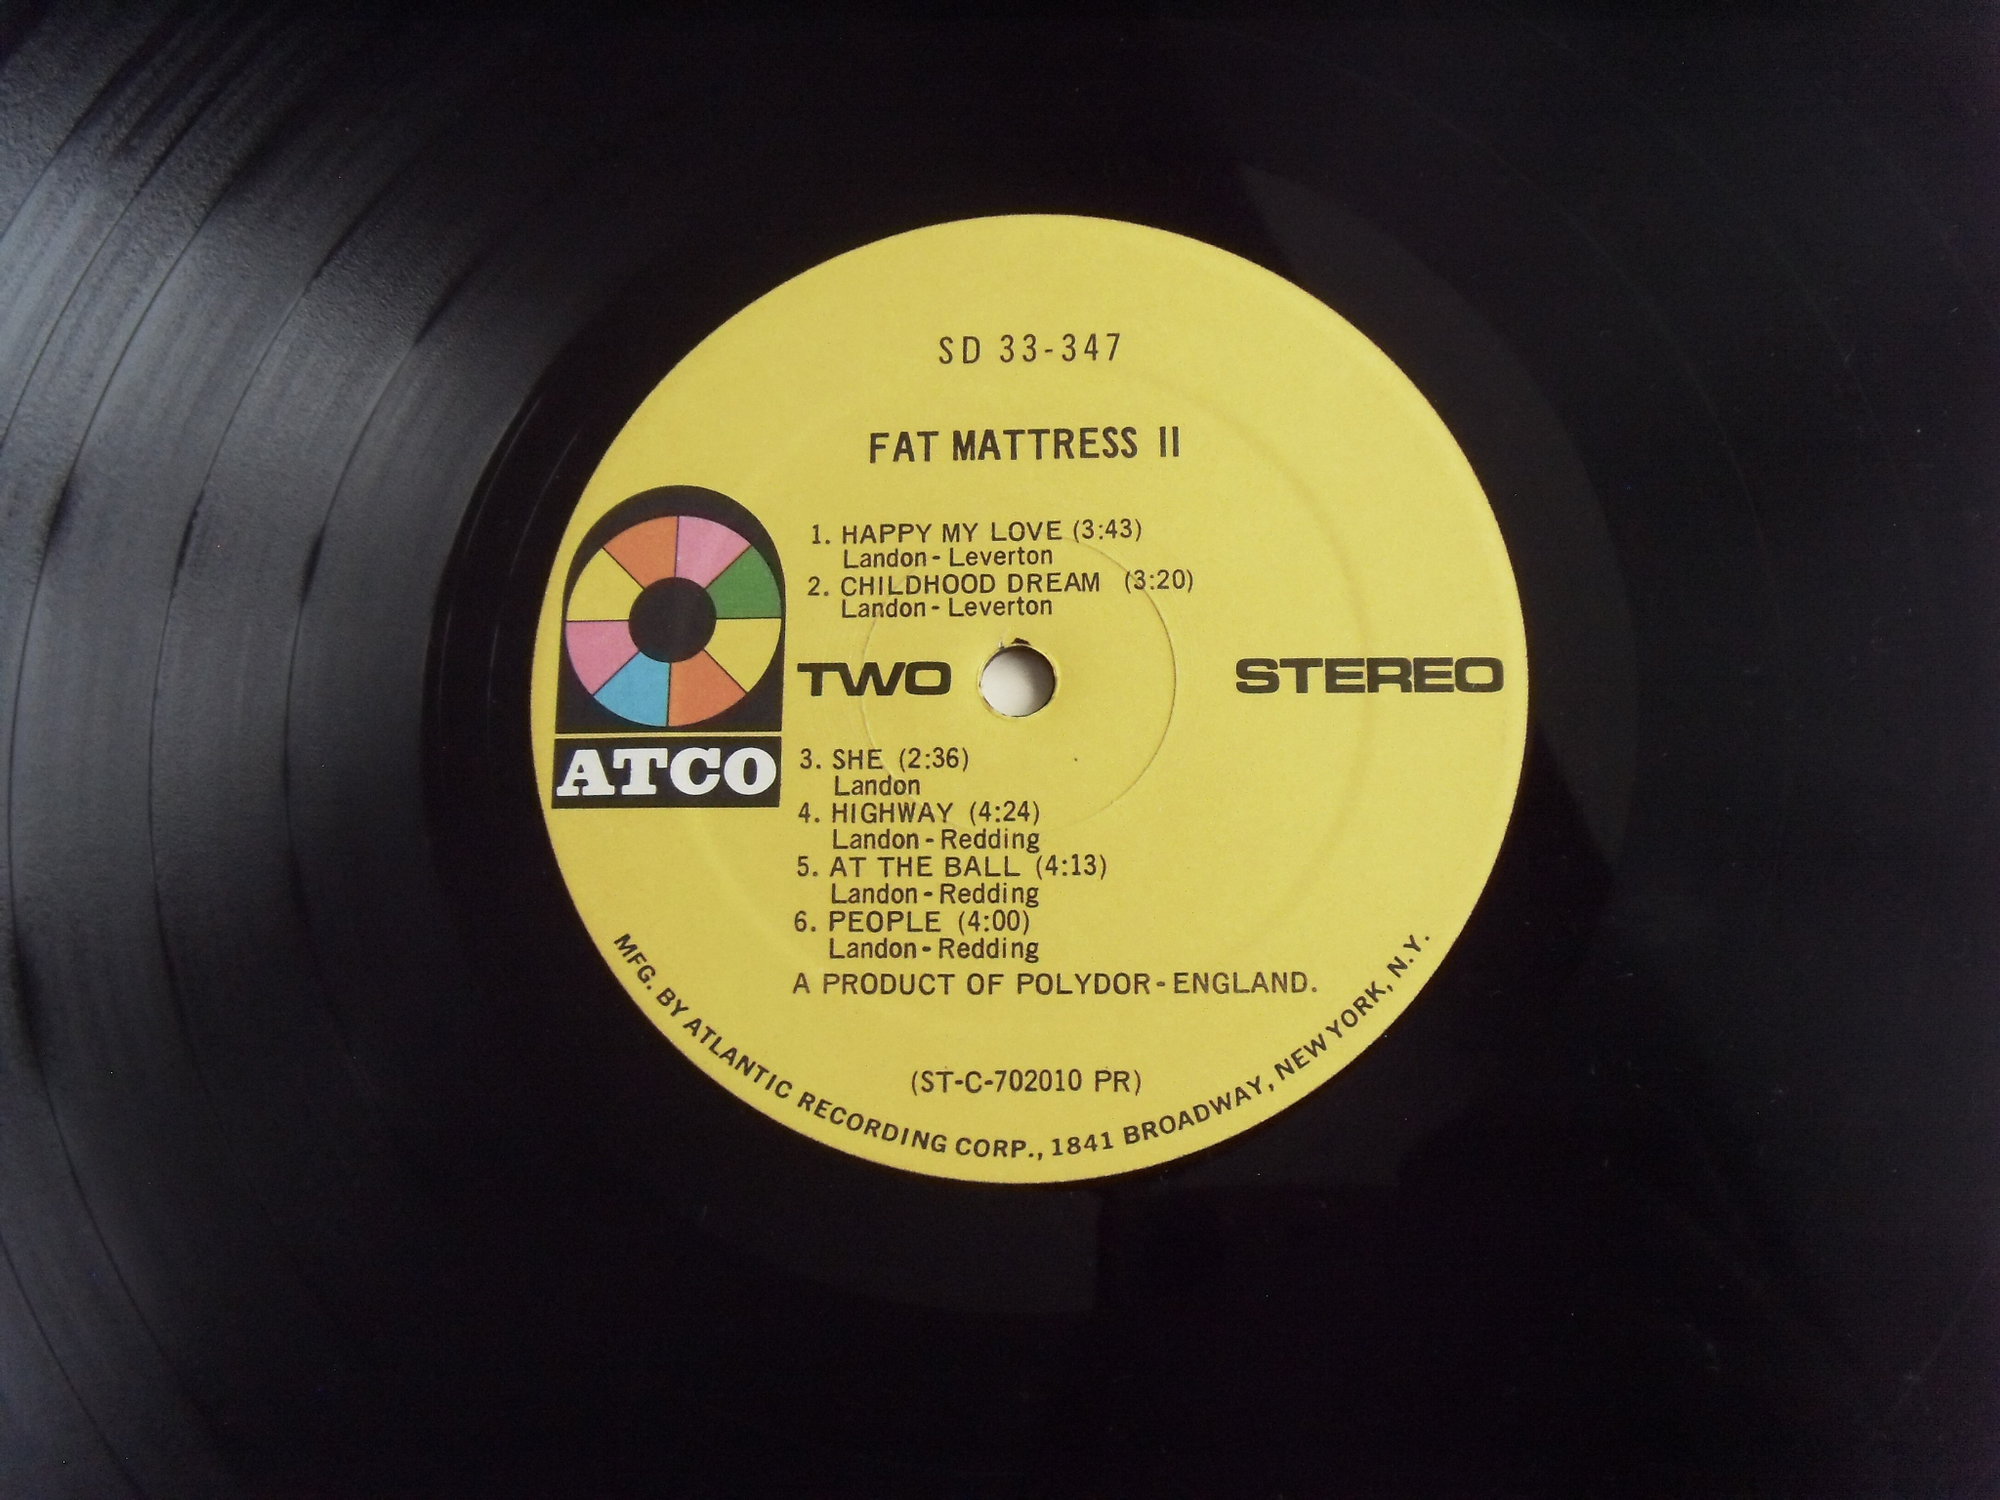 SD 33-347
FAT MATTRESS II
1. HAPPY MY LOVE (3:43)
Landon - Leverton
2. CHILDHOOD DREAM (3:20)
Landon - Leverton
TWO
STEREO
ATCO
3. SHE (2:36)
Landon
4. HIGHWAY (4:24)
Landon - Redding
5. AT THE BALL (4:13)
Landon - Redding
6. PEOPLE (4:00)
Landon - Redding
A PRODUCT OF POLYDOR - ENGLAND.
(ST-C-702010 PR)
MFG. BY ATLANTIC RECORDING CORP., 1841 BROADWAY, NEW YORK, N.Y.